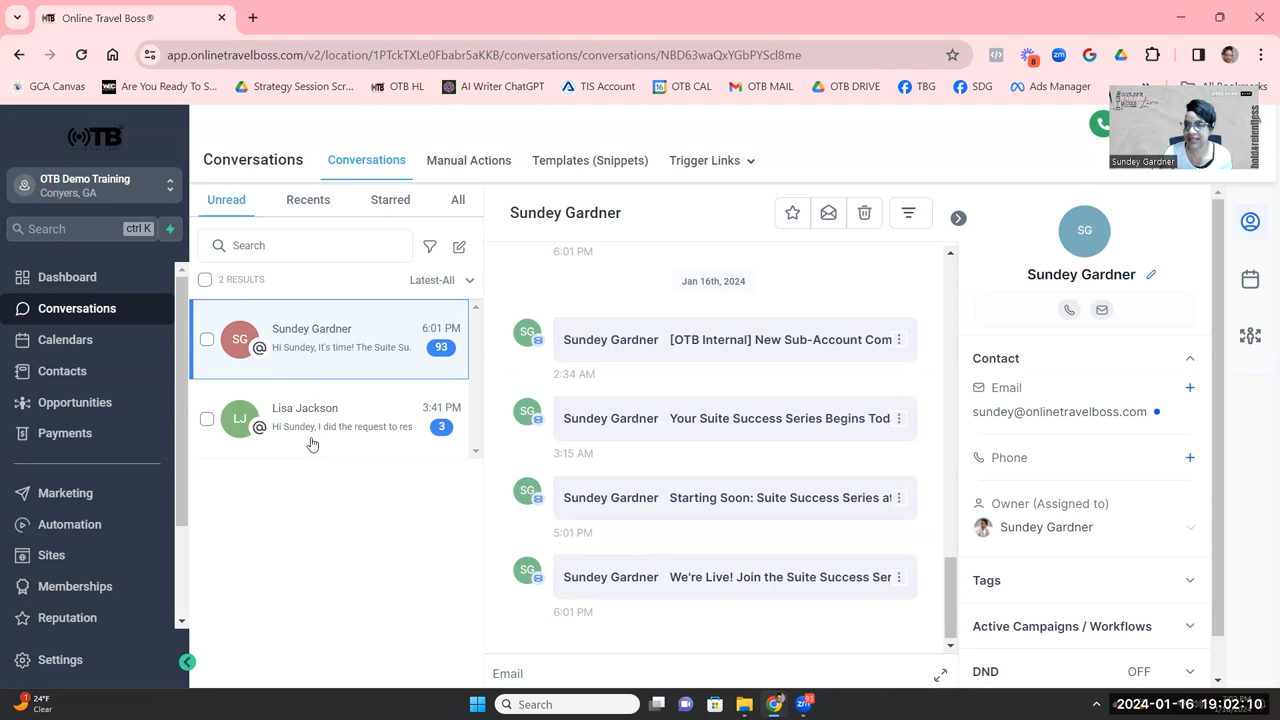 Online Travel Boss®
app.onlinetravelboss.com/v2/location/1PTckTXLe0Fbabr5aKKB/conversations/conversations/NBD63waQxYGbPYScl8me
8
zm
GCA Canvas
Are You Ready To S...
Strategy Session Scr...
OTB HL
AI Writer ChatGPT
TIS Account
OTB CAL
OTB MAIL
OTB DRIVE
TBG
SDG
Ads Manager
All Bookmarks
Sundey Gardner
OTB
OTB Demo Training
Conyers, GA
Search ctrl K
Dashboard
Conversations
Calendars
Contacts
Opportunities
Payments
Marketing
Automation
Sites
Memberships
Reputation
Settings
Conversations
Conversations
Manual Actions
Templates (Snippets)
Trigger Links
Unread
Recents
Starred
All
Search
2 RESULTS
Latest-All
SG
Sundey Gardner 6:01 PM
Hi Sundey, It's time! The Suite Su. 93
LJ
Lisa Jackson 3:41 PM
Hi Sundey, I did the request to res 3
Sundey Gardner
6:01 PM
Jan 16th, 2024
SG Sundey Gardner [OTB Internal] New Sub-Account Com
2:34 AM
SG Sundey Gardner Your Suite Success Series Begins Tod
3:15 AM
SG Sundey Gardner Starting Soon: Suite Success Series at
5:01 PM
SG Sundey Gardner We're Live! Join the Suite Success Ser
6:01 PM
Email
SG
Sundey Gardner
Contact
Email
sundey@onlinetravelboss.com
Phone
Owner (Assigned to)
Sundey Gardner
Tags
Active Campaigns / Workflows
DND OFF
1
24°F
Clear
Search
93
2024-01-16 19:02:10